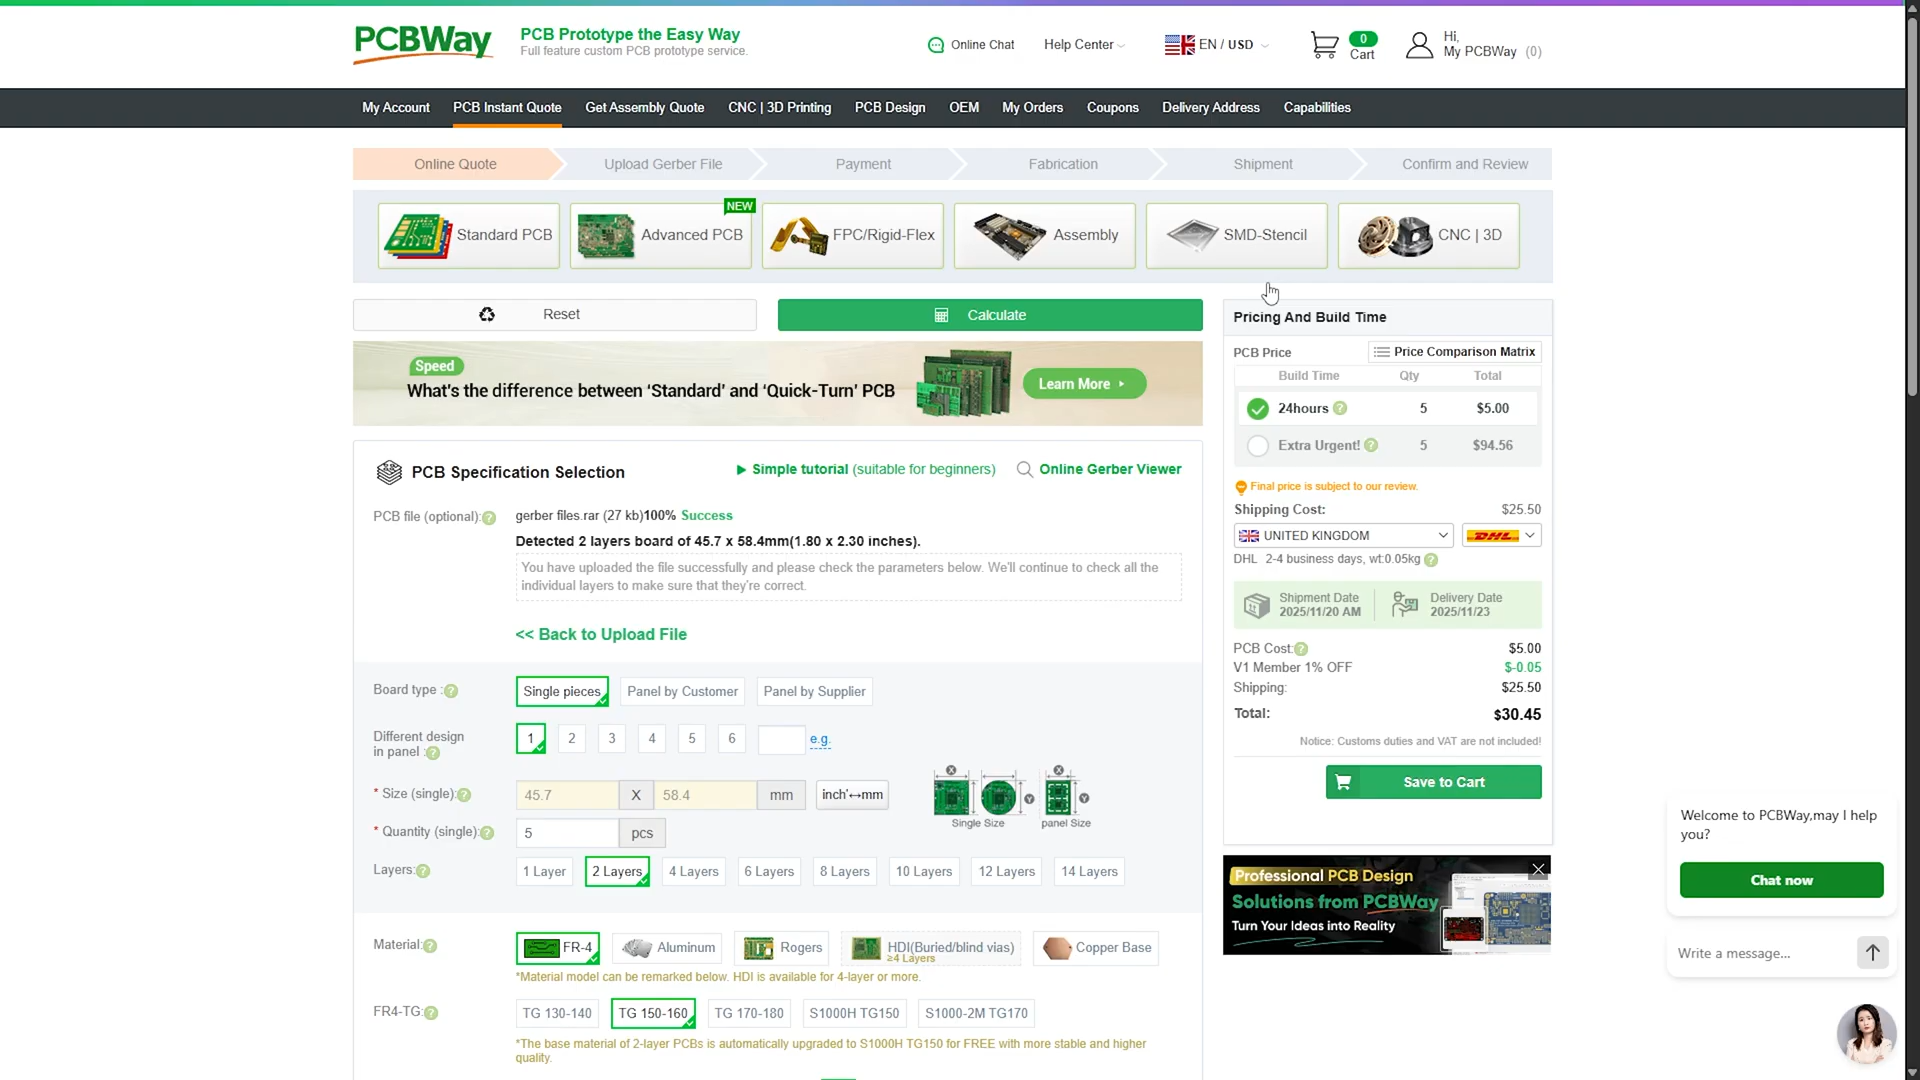 PCBWay
PCB Prototype the Easy Way
Full feature custom PCB prototype service.
Online Chat
Help Center
EN / USD
0
Cart
Hi,
My PCBWay (0)
My Account
PCB Instant Quote
Get Assembly Quote
CNC | 3D Printing
PCB Design
OEM
My Orders
Coupons
Delivery Address
Capabilities
Online Quote
Upload Gerber File
Payment
Fabrication
Shipment
Confirm and Review
Standard PCB
NEW
Advanced PCB
FPC/Rigid-Flex
Assembly
SMD-Stencil
CNC | 3D
Reset
Calculate
Speed
What's the difference between ‘Standard’ and ‘Quick-Turn’ PCB
Learn More
PCB Specification Selection
Simple tutorial (suitable for beginners)
Online Gerber Viewer
PCB file (optional):?
gerber files.rar (27 kb)100% Success
Detected 2 layers board of 45.7 x 58.4mm(1.80 x 2.30 inches).
You have uploaded the file successfully and please check the parameters below. We'll continue to check all the
individual layers to make sure that they're correct.
<< Back to Upload File
Board type :?
Single pieces
Panel by Customer
Panel by Supplier
Different design
in panel :?
1
2
3
4
5
6
e.g.
* Size (single):?
45.7
X
58.4
mm
inch'↔mm
X
X
Y
Y
Single Size
panel Size
* Quantity (single):?
5
pcs
Layers:?
1 Layer
2 Layers
4 Layers
6 Layers
8 Layers
10 Layers
12 Layers
14 Layers
Material:?
FR-4
Aluminum
Rogers
HDI(Buried/blind vias)
≥4 Layers
Copper Base
*Material model can be remarked below. HDI is available for 4-layer or more.
FR4-TG:?
TG 130-140
TG 150-160
TG 170-180
S1000H TG150
S1000-2M TG170
*The base material of 2-layer PCBs is automatically upgraded to S1000H TG150 for FREE with more stable and higher
quality.
Pricing And Build Time
PCB Price
Price Comparison Matrix
Build Time
Qty
Total
24hours ?
5
$5.00
Extra Urgent! ?
5
$94.56
Final price is subject to our review.
Shipping Cost:
$25.50
UNITED KINGDOM
DHL
DHL 2-4 business days, wt:0.05kg ?
Shipment Date
2025/11/20 AM
Delivery Date
2025/11/23
PCB Cost:?
$5.00
V1 Member 1% OFF
$-0.05
Shipping:
$25.50
Total:
$30.45
Notice: Customs duties and VAT are not included!
Save to Cart
Professional PCB Design
Solutions from PCBWay
Turn Your Ideas into Reality
Welcome to PCBWay,may I help
you?
Chat now
Write a message...